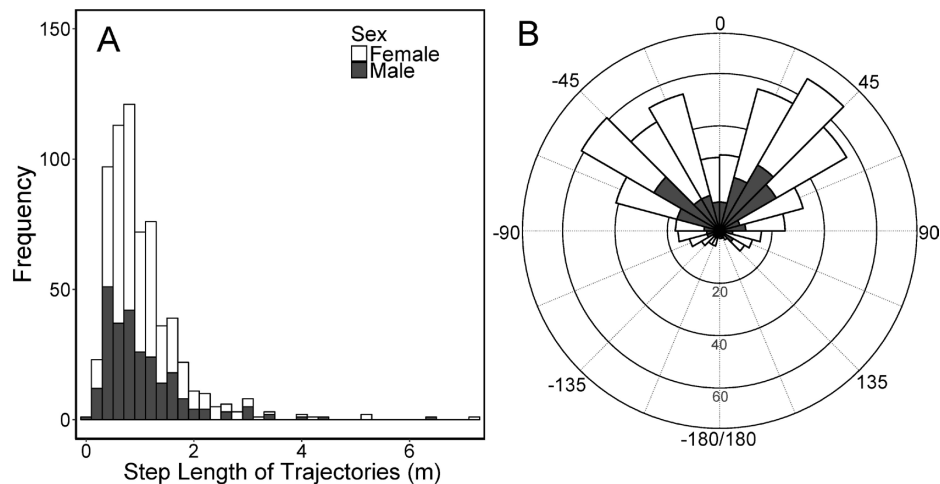 A
Sex
Female
Male
150
100
50
0
Frequency
0 2 4 6
Step Length of Trajectories (m)
B
0
-45 45
-90 90
20
40
60
-135 135
-180/180